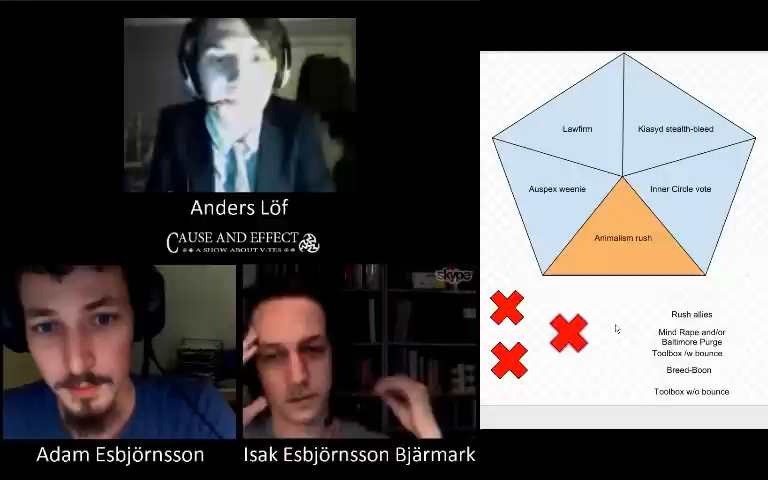 Anders Löf
CAUSE AND EFFECT
A SHOW ABOUT V:TES
skype
Adam Esbjörnsson
Isak Esbjörnsson Bjärmark
Lawfirm
Kiasyd stealth-bleed
Auspex weenie
Inner Circle vote
Animalism rush
Rush allies
Mind Rape and/or
Baltimore Purge
Toolbox /w bounce
Breed-Boon
Toolbox w/o bounce